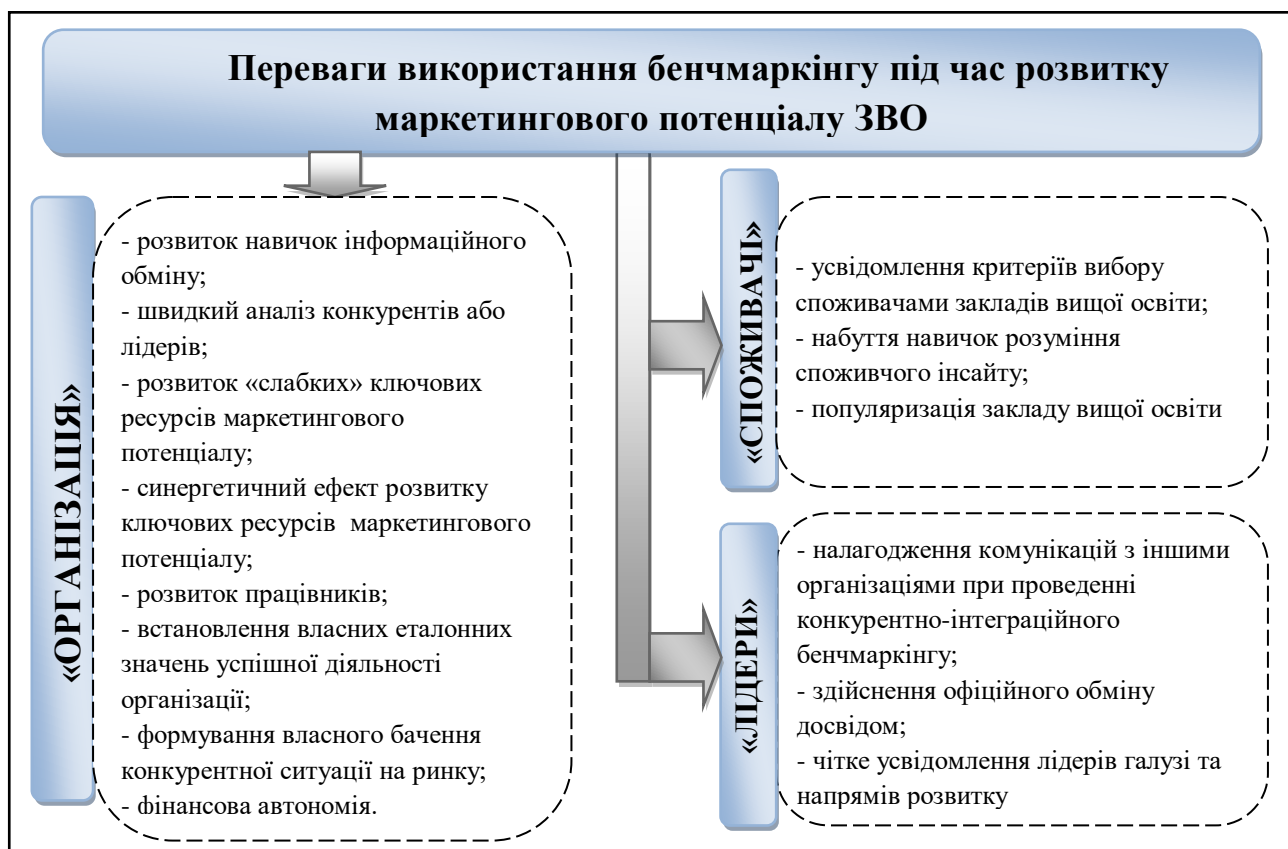 Переваги використання бенчмаркінгу під час розвитку
маркетингового потенціалу ЗВО
«ОРГАНІЗАЦІЯ»
- розвиток навичок інформаційного
обміну;
- швидкий аналіз конкурентів або
лідерів;
- розвиток «слабких» ключових
ресурсів маркетингового
потенціалу;
- синергетичний ефект розвитку
ключових ресурсів маркетингового
потенціалу;
- розвиток працівників;
- встановлення власних еталонних
значень успішної діяльності
організації;
- формування власного бачення
конкурентної ситуації на ринку;
- фінансова автономія.
«СПОЖИВАЧІ»
- усвідомлення критеріїв вибору
споживачами закладів вищої освіти;
- набуття навичок розуміння
споживчого інсайту;
- популяризація закладу вищої освіти
«ЛІДЕРИ»
- налагодження комунікацій з іншими
організаціями при проведенні
конкурентно-інтеграційного
бенчмаркінгу;
- здійснення офіційного обміну
досвідом;
- чітке усвідомлення лідерів галузі та
напрямів розвитку